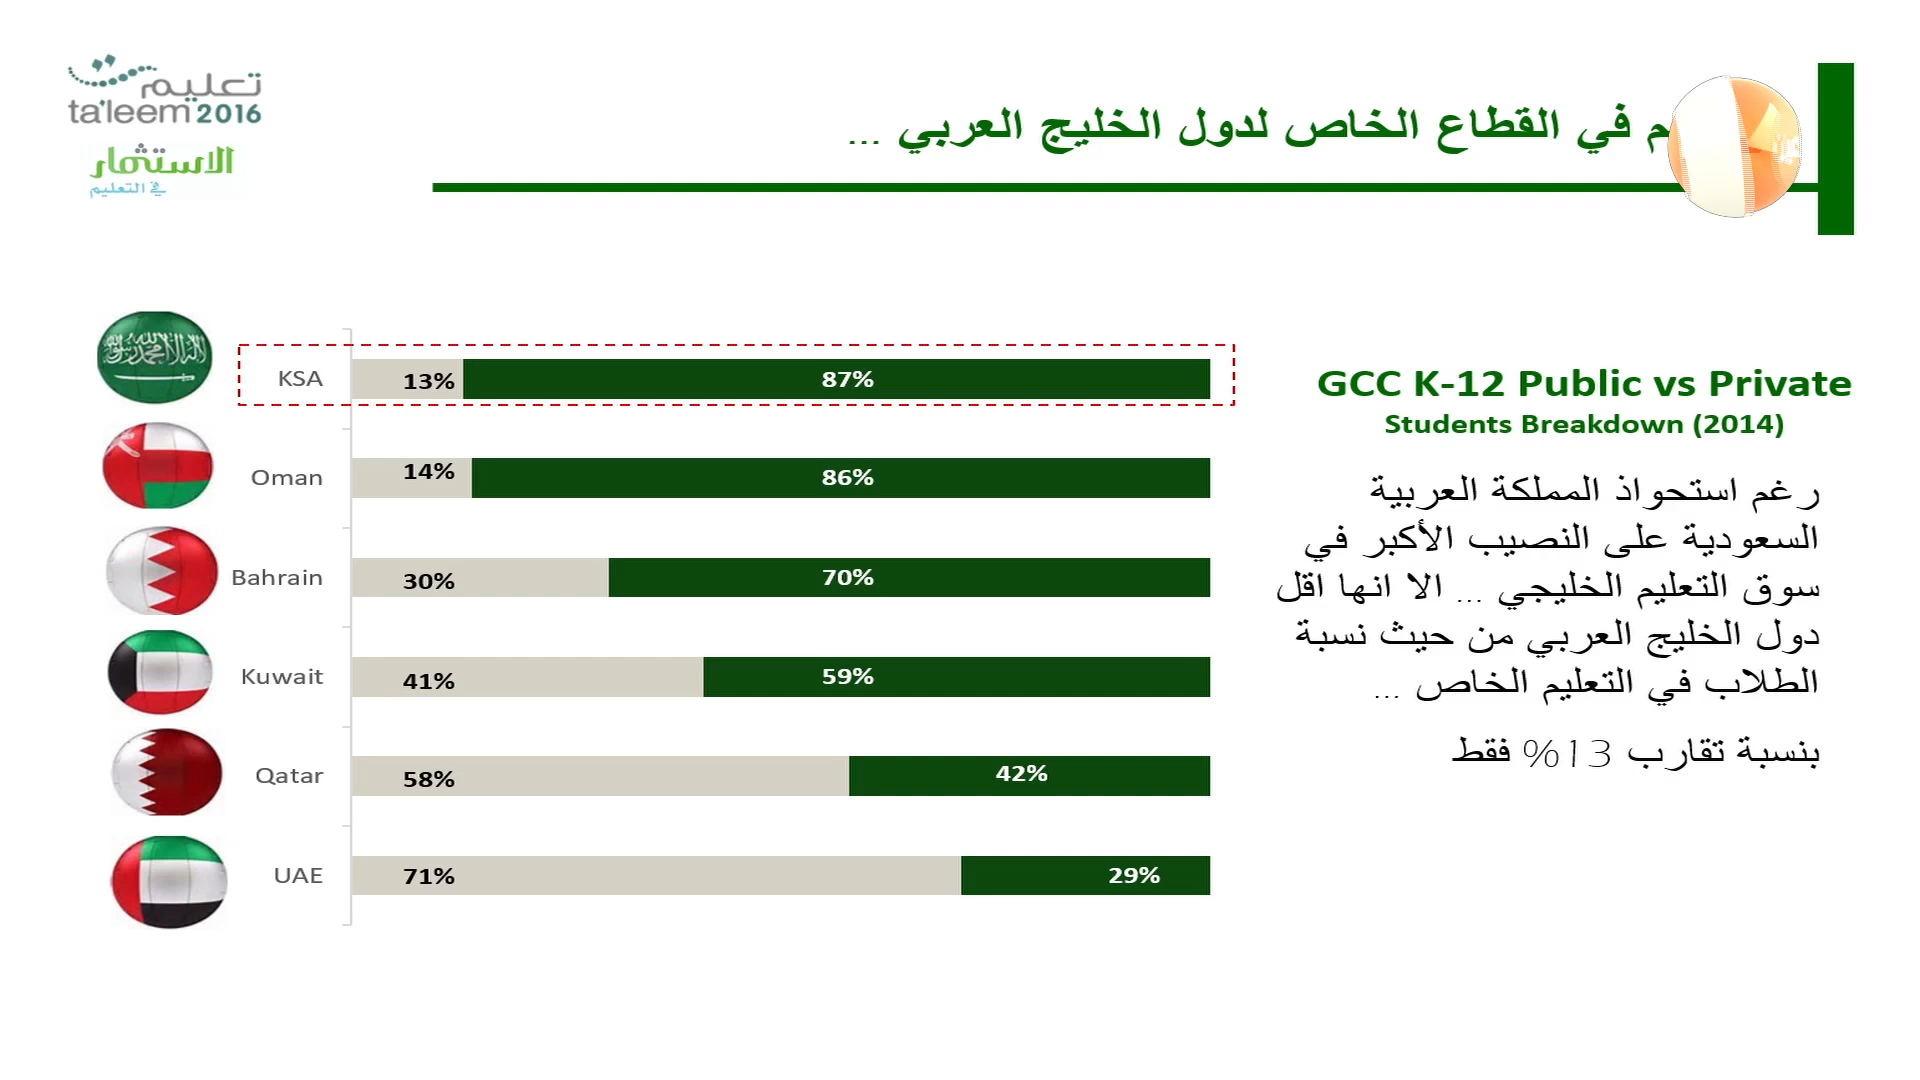 تعليم
ta'leem 2016
الاستثمار
في التعليم
في القطاع الخاص لدول الخليج العربي ...
KSA 13% 87%
Oman 14% 86%
Bahrain 30% 70%
Kuwait 41% 59%
Qatar 58% 42%
UAE 71% 29%
GCC K-12 Public vs Private
Students Breakdown (2014)
رغم استحواذ المملكة العربية
السعودية على النصيب الأكبر في
سوق التعليم الخليجي ... الا انها اقل
دول الخليج العربي من حيث نسبة
الطلاب في التعليم الخاص ...
بنسبة تقارب 13% فقط